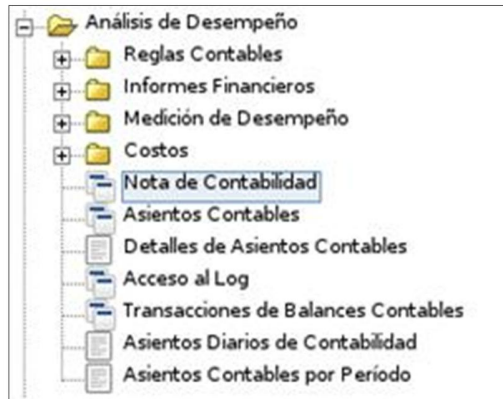 Análisis de Desempeño
Reglas Contables
Informes Financieros
Medición de Desempeño
Costos
Nota de Contabilidad
Asientos Contables
Detalles de Asientos Contables
Acceso al Log
Transacciones de Balances Contables
Asientos Diarios de Contabilidad
Asientos Contables por Período